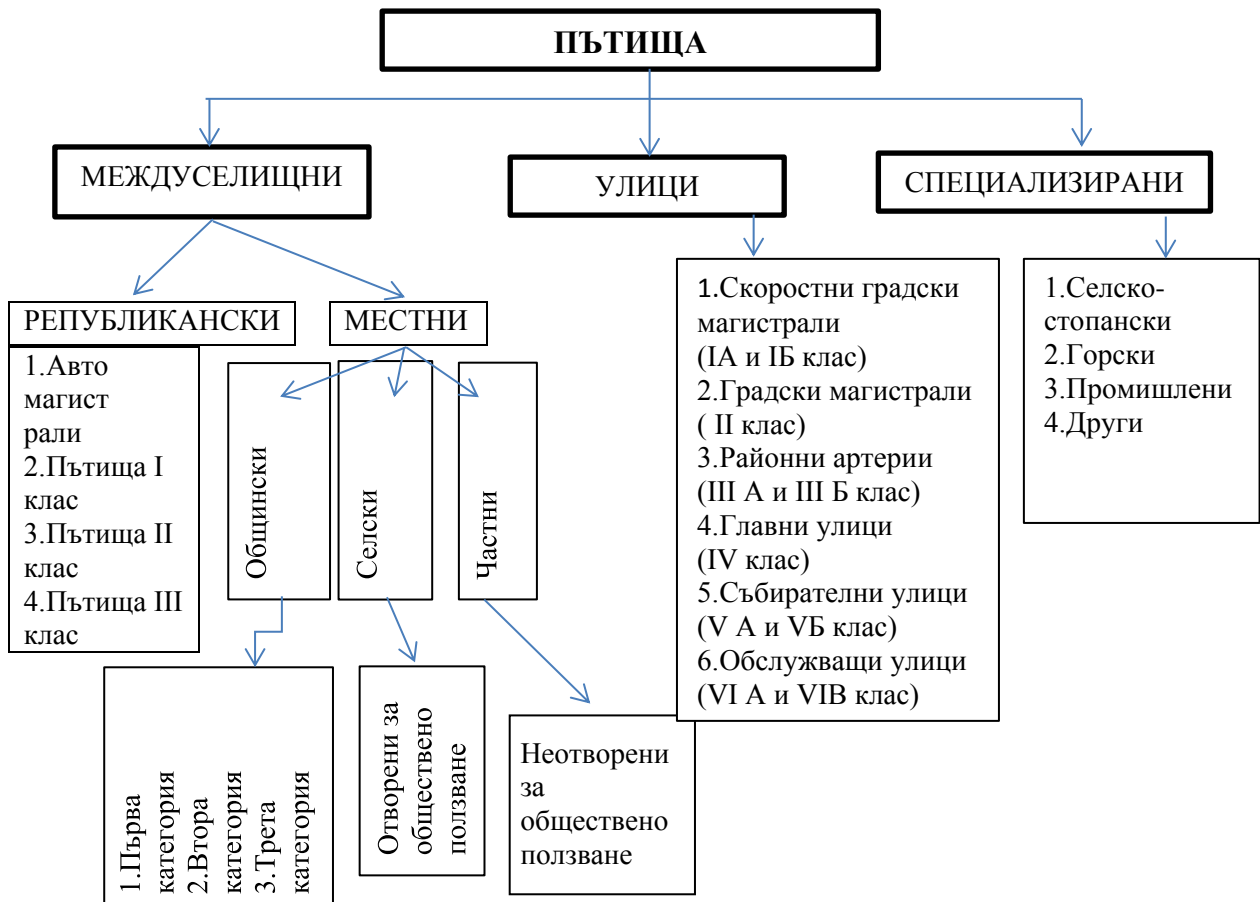 ПЪТИЩА
МЕЖДУСЕЛИЩНИ
УЛИЦИ
СПЕЦИАЛИЗИРАНИ
РЕПУБЛИКАНСКИ
МЕСТНИ
1.Авто
магист
рали
2.Пътища I
клас
3.Пътища II
клас
4.Пътища III
клас
Общински
Селски
Частни
1.Първа
категория
2.Втора
категория
3.Трета
категория
Отворени за
обществено
ползване
Неотворени
за
обществено
ползване
1.Скоростни градски
магистрали
(IА и IБ клас)
2.Градски магистрали
( II клас)
3.Районни артерии
(III А и III Б клас)
4.Главни улици
(IV клас)
5.Събирателни улици
(V А и VБ клас)
6.Обслужващи улици
(VI А и VIВ клас)
1.Селско-
стопански
2.Горски
3.Промишлени
4.Други